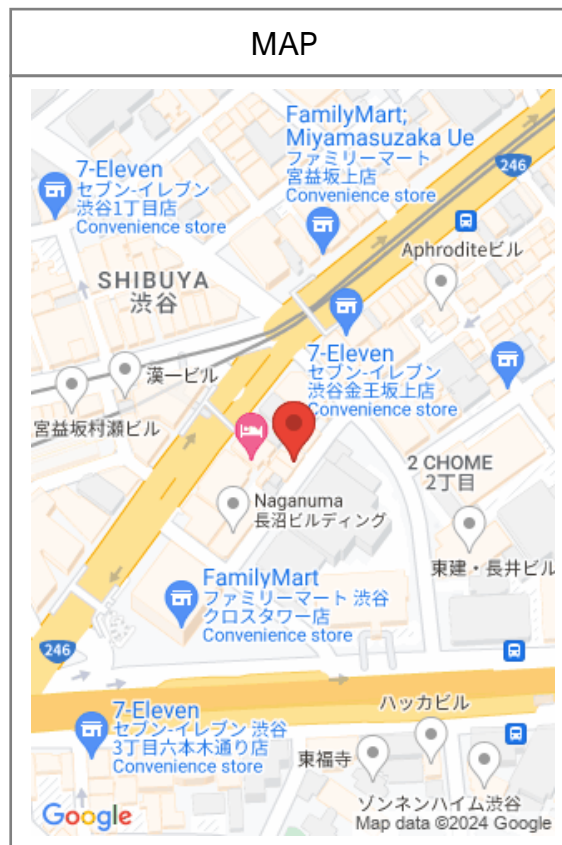 MAP
FamilyMart;
Miyamasuzaka Ue
ファミリーマート
宮益坂上店
Convenience store
246
7-Eleven
セブン-イレブン
渋谷1丁目店
Convenience store
Aphroditeビル
SHIBUYA
渋谷
7-Eleven
セブン-イレブン
渋谷金王坂上店
Convenience store
漢一ビル
宮益坂村瀬ビル
2 CHOME
2丁目
Naganuma
長沼ビルディング
東建・長井ビル
FamilyMart
ファミリーマート 渋谷
クロスタワー店
Convenience store
246
7-Eleven
セブン-イレブン 渋谷
3丁目六本木通り店
Convenience store
ハッカビル
東福寺
ゾンネンハイム渋谷
Google
Map data ©2024 Google